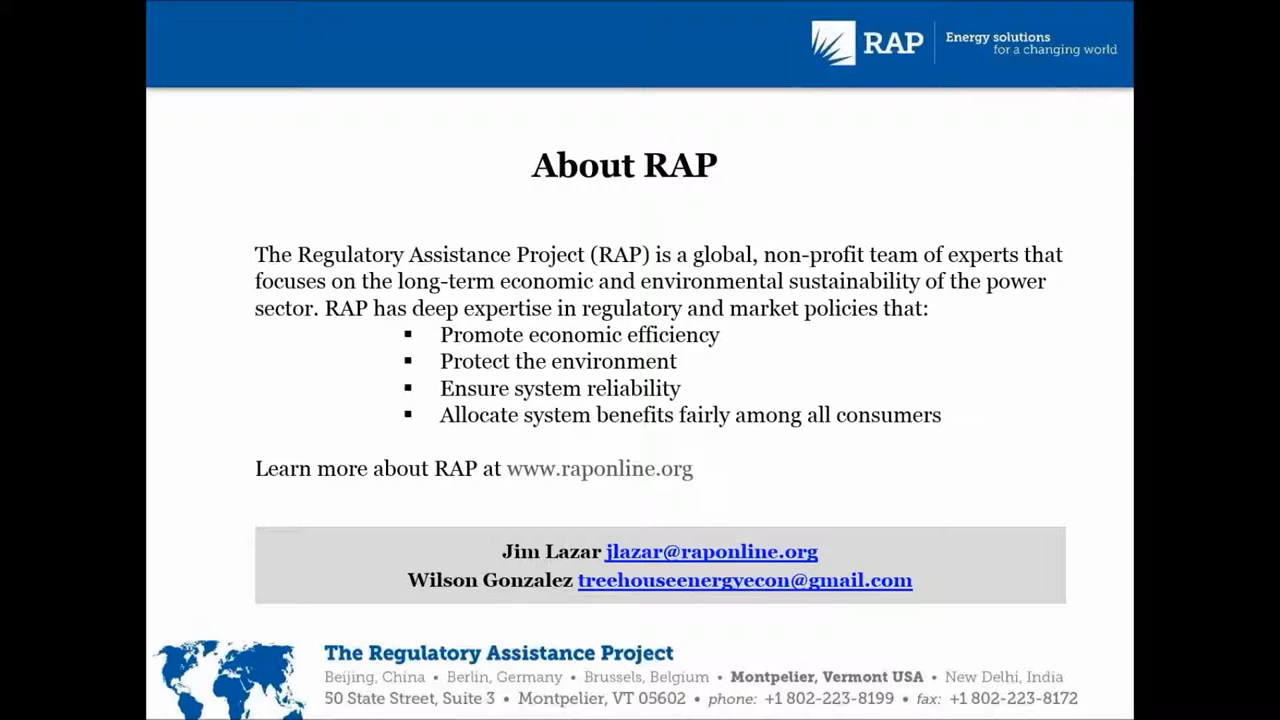 RAP
Energy solutions
for a changing world
About RAP
The Regulatory Assistance Project (RAP) is a global, non-profit team of experts that
focuses on the long-term economic and environmental sustainability of the power
sector. RAP has deep expertise in regulatory and market policies that:
▪ Promote economic efficiency
▪ Protect the environment
▪ Ensure system reliability
▪ Allocate system benefits fairly among all consumers
Learn more about RAP at www.raponline.org
Jim Lazar jlazar@raponline.org
Wilson Gonzalez treehouseenergyecon@gmail.com
The Regulatory Assistance Project
Beijing, China • Berlin, Germany • Brussels, Belgium • Montpelier, Vermont USA • New Delhi, India
50 State Street, Suite 3 • Montpelier, VT 05602 • phone: +1 802-223-8199 • fax: +1 802-223-8172